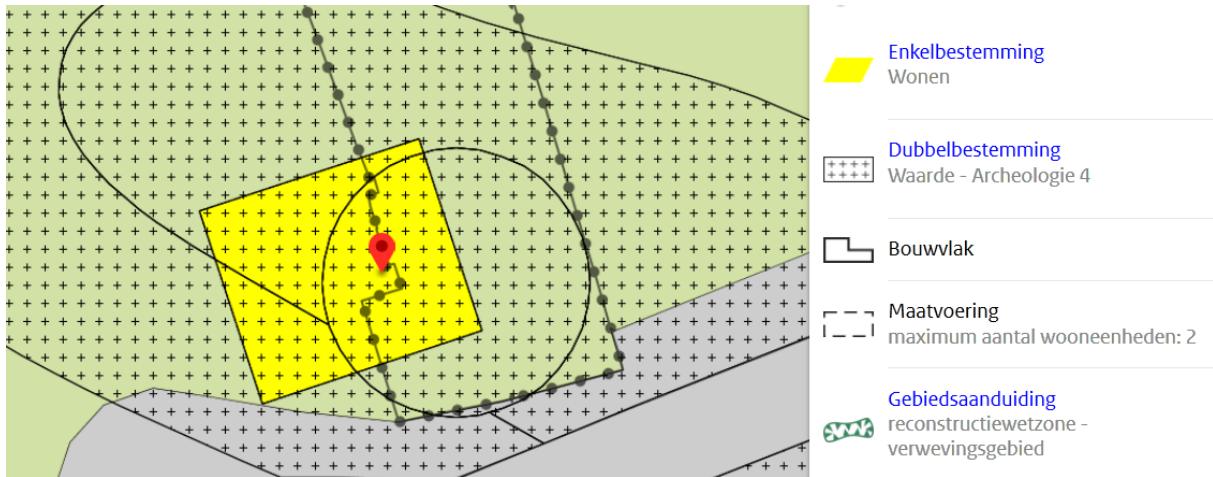 Enkelbestemming
Wonen
Dubbelbestemming
Waarde - Archeologie 4
Bouwvlak
Maatvoering
maximum aantal wooneenheden: 2
Gebiedsaanduiding
reconstructiewetzone -
verwevingsgebied